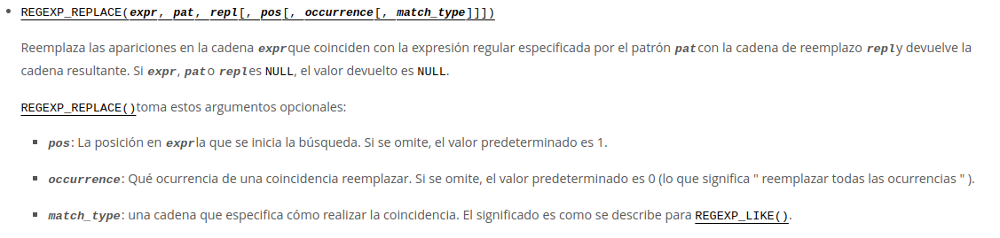 REGEXP_REPLACE(expr, pat, repl[, pos[, occurrence[, match_type]]])
Reemplaza las apariciones en la cadena expr que coinciden con la expresión regular especificada por el patrón pat con la cadena de reemplazo repl y devuelve la
cadena resultante. Si expr, pat o repl es NULL, el valor devuelto es NULL.
REGEXP_REPLACE() toma estos argumentos opcionales:
pos: La posición en expr la que se inicia la búsqueda. Si se omite, el valor predeterminado es 1.
occurrence: Qué ocurrencia de una coincidencia reemplazar. Si se omite, el valor predeterminado es 0 (lo que significa " reemplazar todas las ocurrencias " ).
match_type: una cadena que especifica cómo realizar la coincidencia. El significado es como se describe para REGEXP_LIKE().